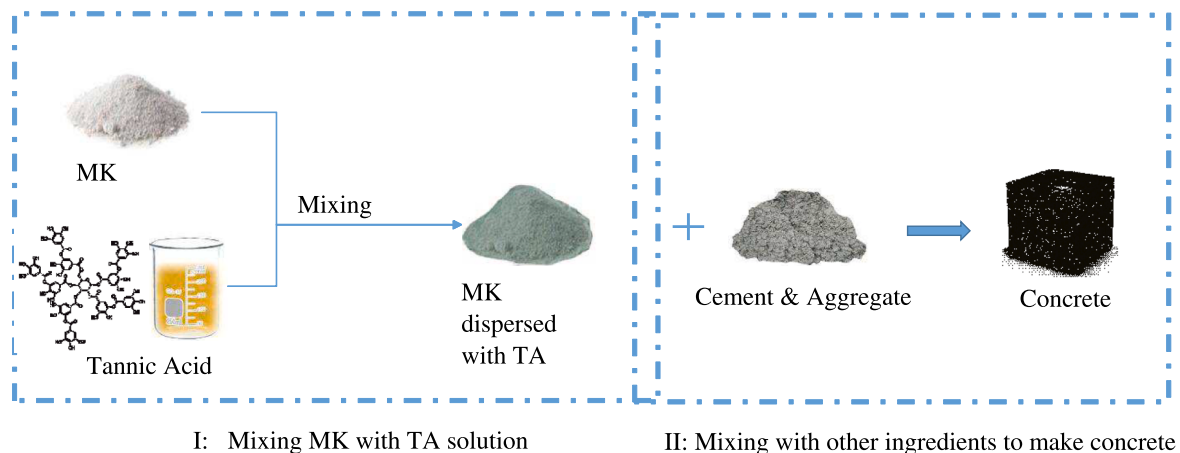 MK
Mixing
Tannic Acid
MK
dispersed
with TA
+
Cement & Aggregate
Concrete
I: Mixing MK with TA solution
II: Mixing with other ingredients to make concrete